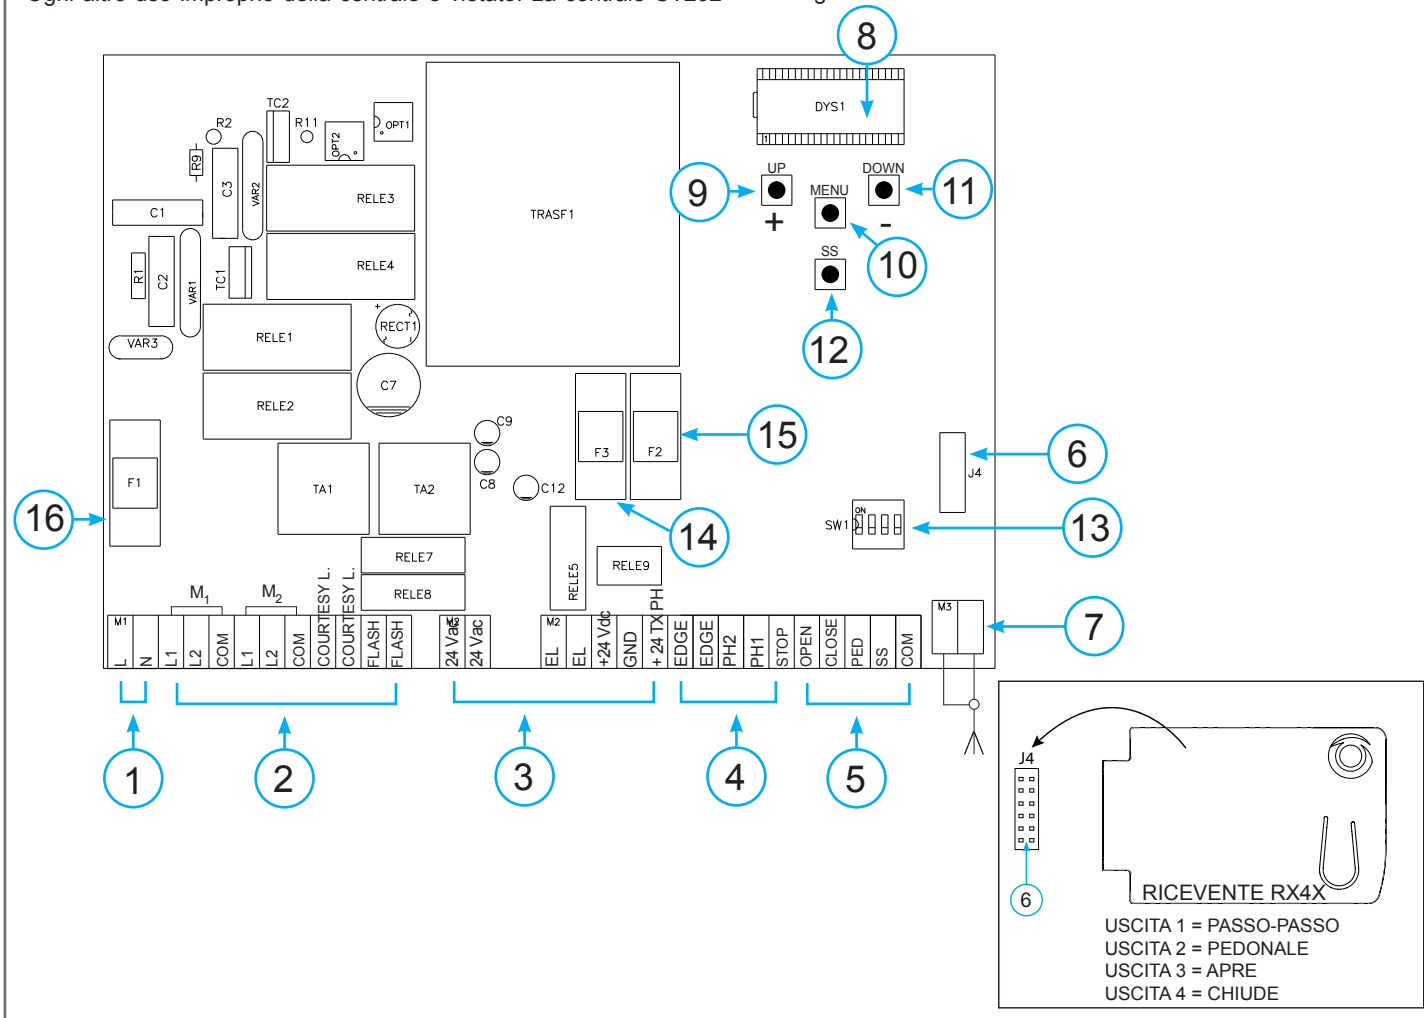 8
DYS1
1
TC2
R2
R11
OPT2
OPT1
R9
C3
VAR2
RELE3
TRASF1
UP
DOWN
9
MENU
11
+
-
C1
SS
10
R1
C2
VAR1
TC1
RELE4
12
VAR3
RELE1
+
RECT1
C7
RELE2
C9
F3
F2
15
6
J4
F1
TA1
TA2
C8
C12
16
14
ON
SW1
13
RELE7
RELE8
RELE5
RELE9
M1
M2
M1
L
N
L1
L2
COM
L1
L2
COM
COURTESY L.
COURTESY L.
FLASH
FLASH
24 Vac
24 Vac
M2
EL
EL
+24 Vdc
GND
+ 24 TX PH
EDGE
EDGE
PH2
PH1
STOP
OPEN
CLOSE
PED
SS
COM
M3
7
1
2
3
4
5
J4
6
RICEVENTE RX4X
USCITA 1 = PASSO-PASSO
USCITA 2 = PEDONALE
USCITA 3 = APRE
USCITA 4 = CHIUDE